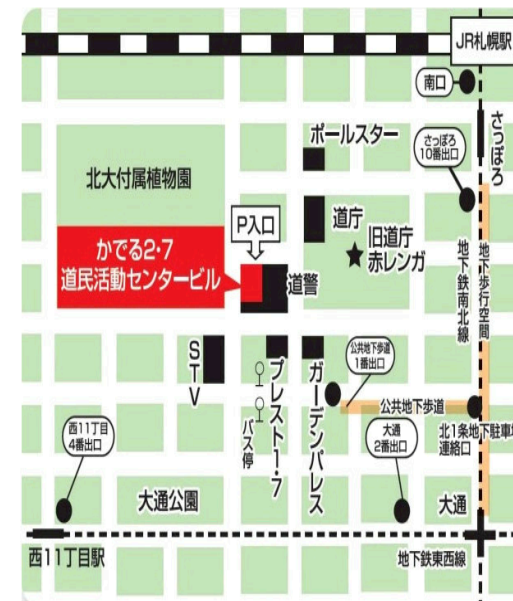 JR札幌駅
南口
さっぽろ
ポールスター
さっぽろ
10番出口
北大付属植物園
P入口
道庁
旧道庁
赤レンガ
かでる2・7
道民活動センタービル
道警
地下鉄南北線
地下歩行空間
STV
プレスト1・7
ガーデンパレス
公共地下歩道
1番出口
バス停
公共地下歩道
北1条地下駐車場
連絡口
西11丁目
4番出口
大通
2番出口
大通公園
大通
西11丁目駅
地下鉄東西線